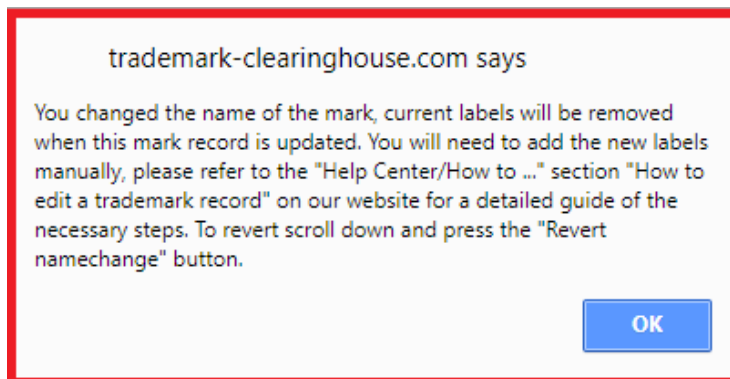 trademark-clearinghouse.com says
You changed the name of the mark, current labels will be removed
when this mark record is updated. You will need to add the new labels
manually, please refer to the "Help Center/How to ..." section "How to
edit a trademark record" on our website for a detailed guide of the
necessary steps. To revert scroll down and press the "Revert
namechange" button.
OK